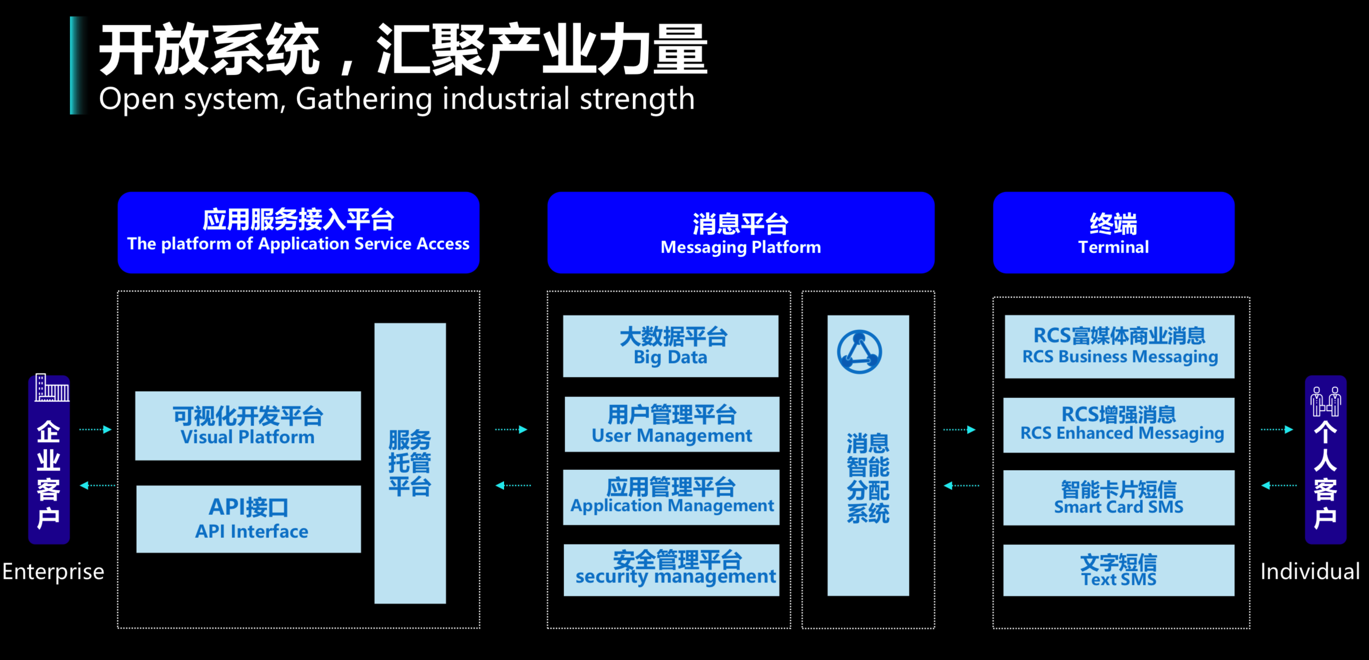 开放系统，汇聚产业力量
Open system, Gathering industrial strength
应用服务接入平台
The platform of Application Service Access
消息平台
Messaging Platform
终端
Terminal
企业客户
Enterprise
可视化开发平台
Visual Platform
API接口
API Interface
服务
托管
平台
大数据平台
Big Data
用户管理平台
User Management
应用管理平台
Application Management
安全管理平台
security management
消息
智能
分配
系统
RCS富媒体商业消息
RCS Business Messaging
RCS增强消息
RCS Enhanced Messaging
智能卡片短信
Smart Card SMS
文字短信
Text SMS
个人客户
Individual